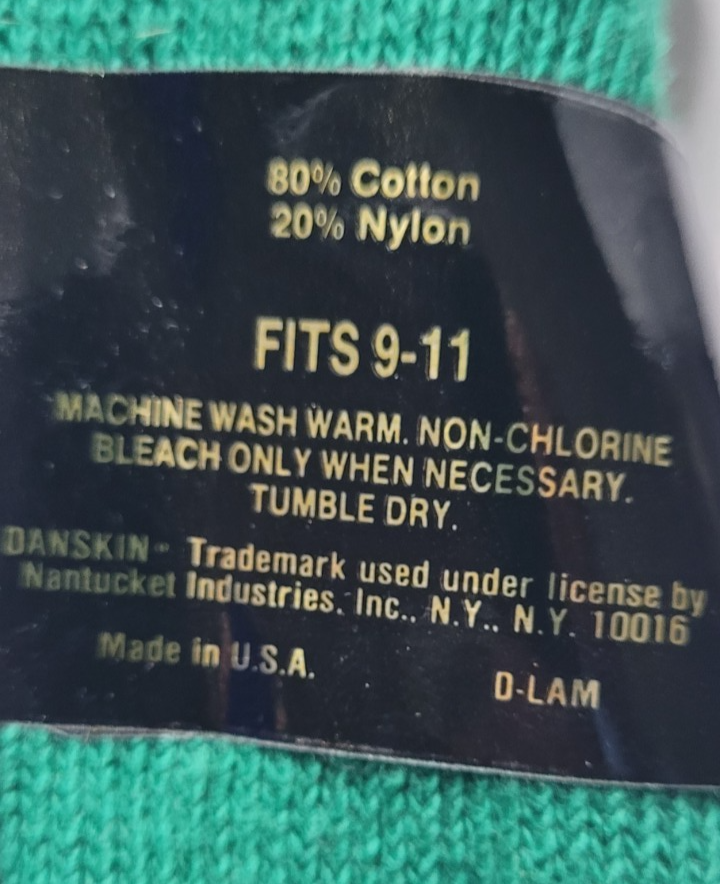 80% Cotton
20% Nylon
FITS 9-11
MACHINE WASH WARM. NON-CHLORINE
BLEACH ONLY WHEN NECESSARY.
TUMBLE DRY.
DANSKIN™ Trademark used under license by
Nantucket Industries, Inc., N.Y., N.Y. 10016
Made in U.S.A.
D-LAM